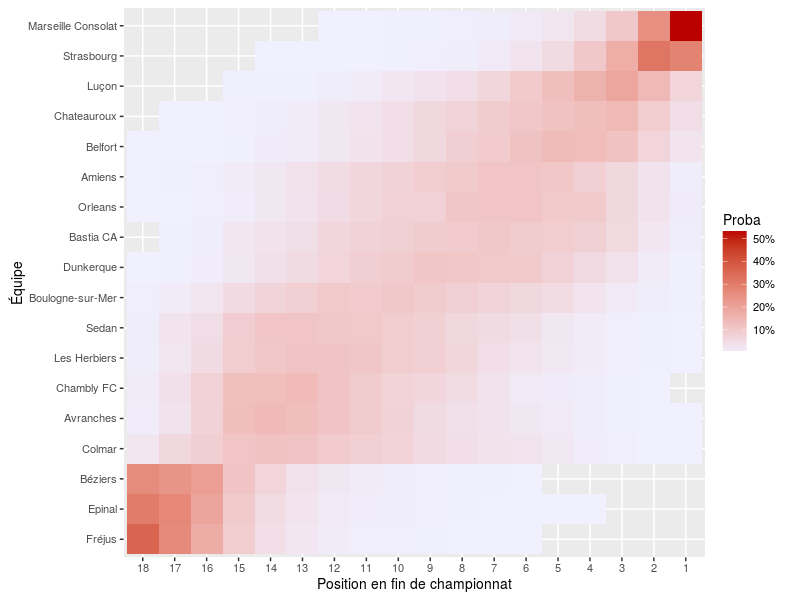 Marseille Consolat
Strasbourg
Luçon
Chateauroux
Belfort
Amiens
Orleans
Bastia CA
Dunkerque
Boulogne-sur-Mer
Sedan
Les Herbiers
Chambly FC
Avranches
Colmar
Béziers
Epinal
Fréjus
Équipe
18 17 16 15 14 13 12 11 10 9 8 7 6 5 4 3 2 1
Position en fin de championnat
Proba
50%
40%
30%
20%
10%